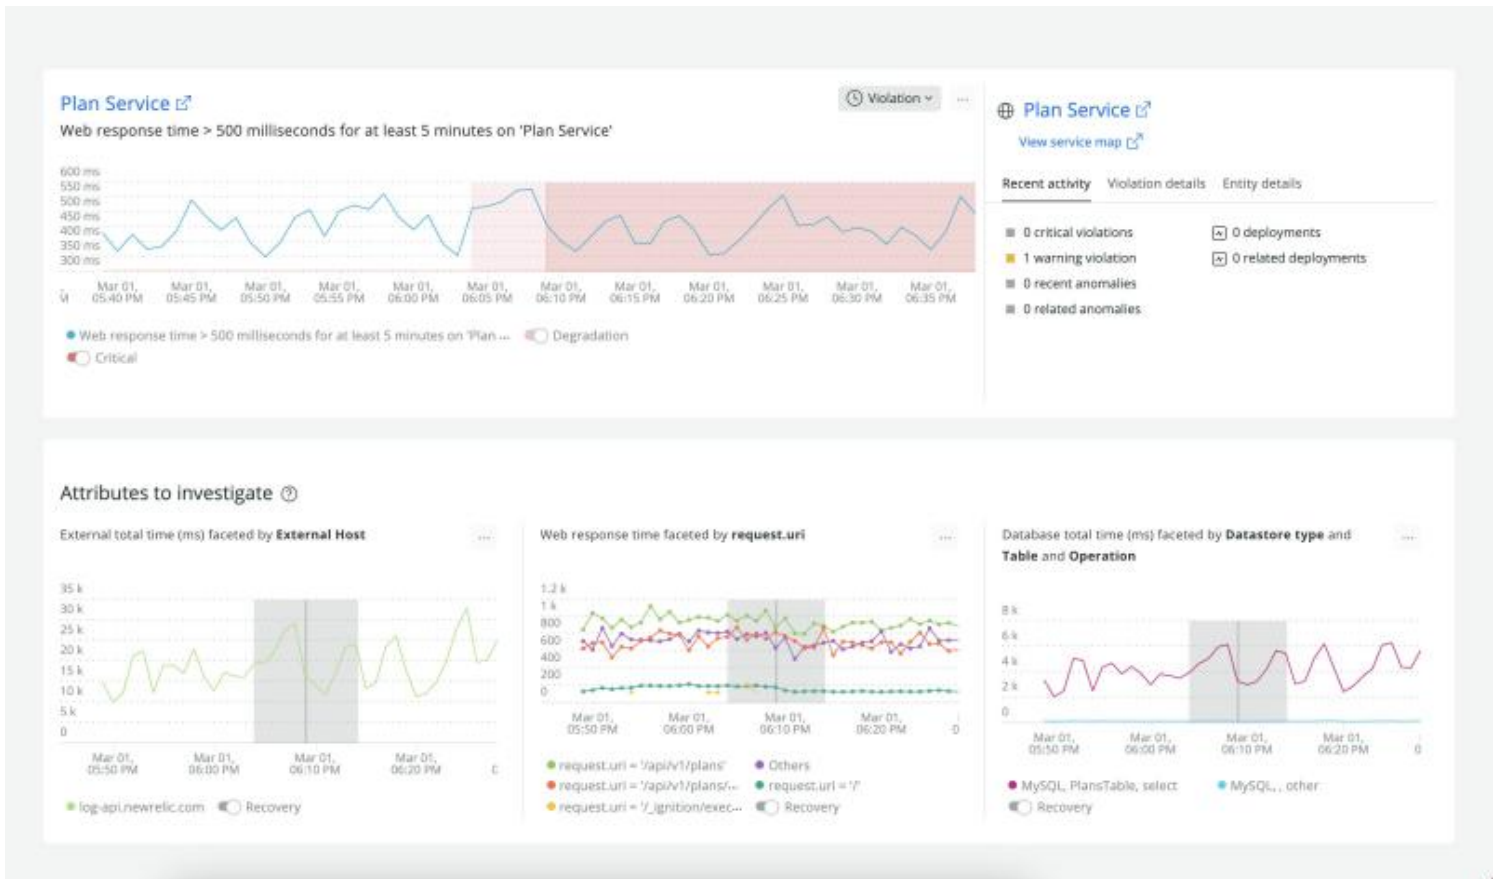 Plan Service
Web response time > 500 milliseconds for at least 5 minutes on 'Plan Service'
Violation
600 ms
550 ms
500 ms
450 ms
400 ms
350 ms
300 ms
Mar 01, 05:40 PM
Mar 01, 05:45 PM
Mar 01, 05:50 PM
Mar 01, 05:55 PM
Mar 01, 06:00 PM
Mar 01, 06:05 PM
Mar 01, 06:10 PM
Mar 01, 06:15 PM
Mar 01, 06:20 PM
Mar 01, 06:25 PM
Mar 01, 06:30 PM
Mar 01, 06:35 PM
Web response time > 500 milliseconds for at least 5 minutes on 'Plan ...
Degradation
Critical
Plan Service
View service map
Recent activity Violation details Entity details
0 critical violations
1 warning violation
0 recent anomalies
0 related anomalies
0 deployments
0 related deployments
Attributes to investigate
External total time (ms) faceted by External Host
35 k
30 k
25 k
20 k
15 k
10 k
5 k
0
Mar 01, 05:50 PM
Mar 01, 06:00 PM
Mar 01, 06:10 PM
Mar 01, 06:20 PM
log-api.newrelic.com
Recovery
Web response time faceted by request.uri
1.2 k
1 k
800
600
400
200
0
Mar 01, 05:50 PM
Mar 01, 06:00 PM
Mar 01, 06:10 PM
Mar 01, 06:20 PM
request.uri = '/api/v1/plans'
Others
request.uri = '/api/v1/plans/...
request.uri = '/'
request.uri = '/_ignition/exec...
Recovery
Database total time (ms) faceted by Datastore type and
Table and Operation
8 k
6 k
4 k
2 k
0
Mar 01, 05:50 PM
Mar 01, 06:00 PM
Mar 01, 06:10 PM
Mar 01, 06:20 PM
MySQL, PlansTable, select
MySQL, , other
Recovery